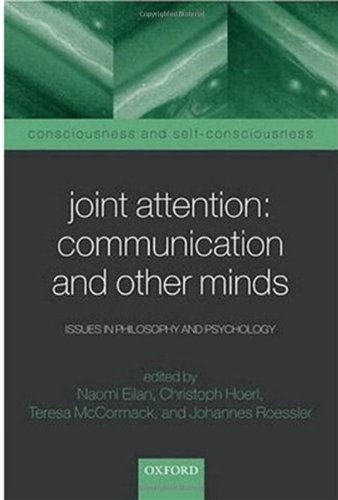 consciousness and self-consciousness
joint attention:
communication
and other minds
ISSUES IN PHILOSOPHY AND PSYCHOLOGY
edited by
Naomi Eilan, Christoph Hoerl,
Teresa McCormack, and Johannes Roessler
OXFORD